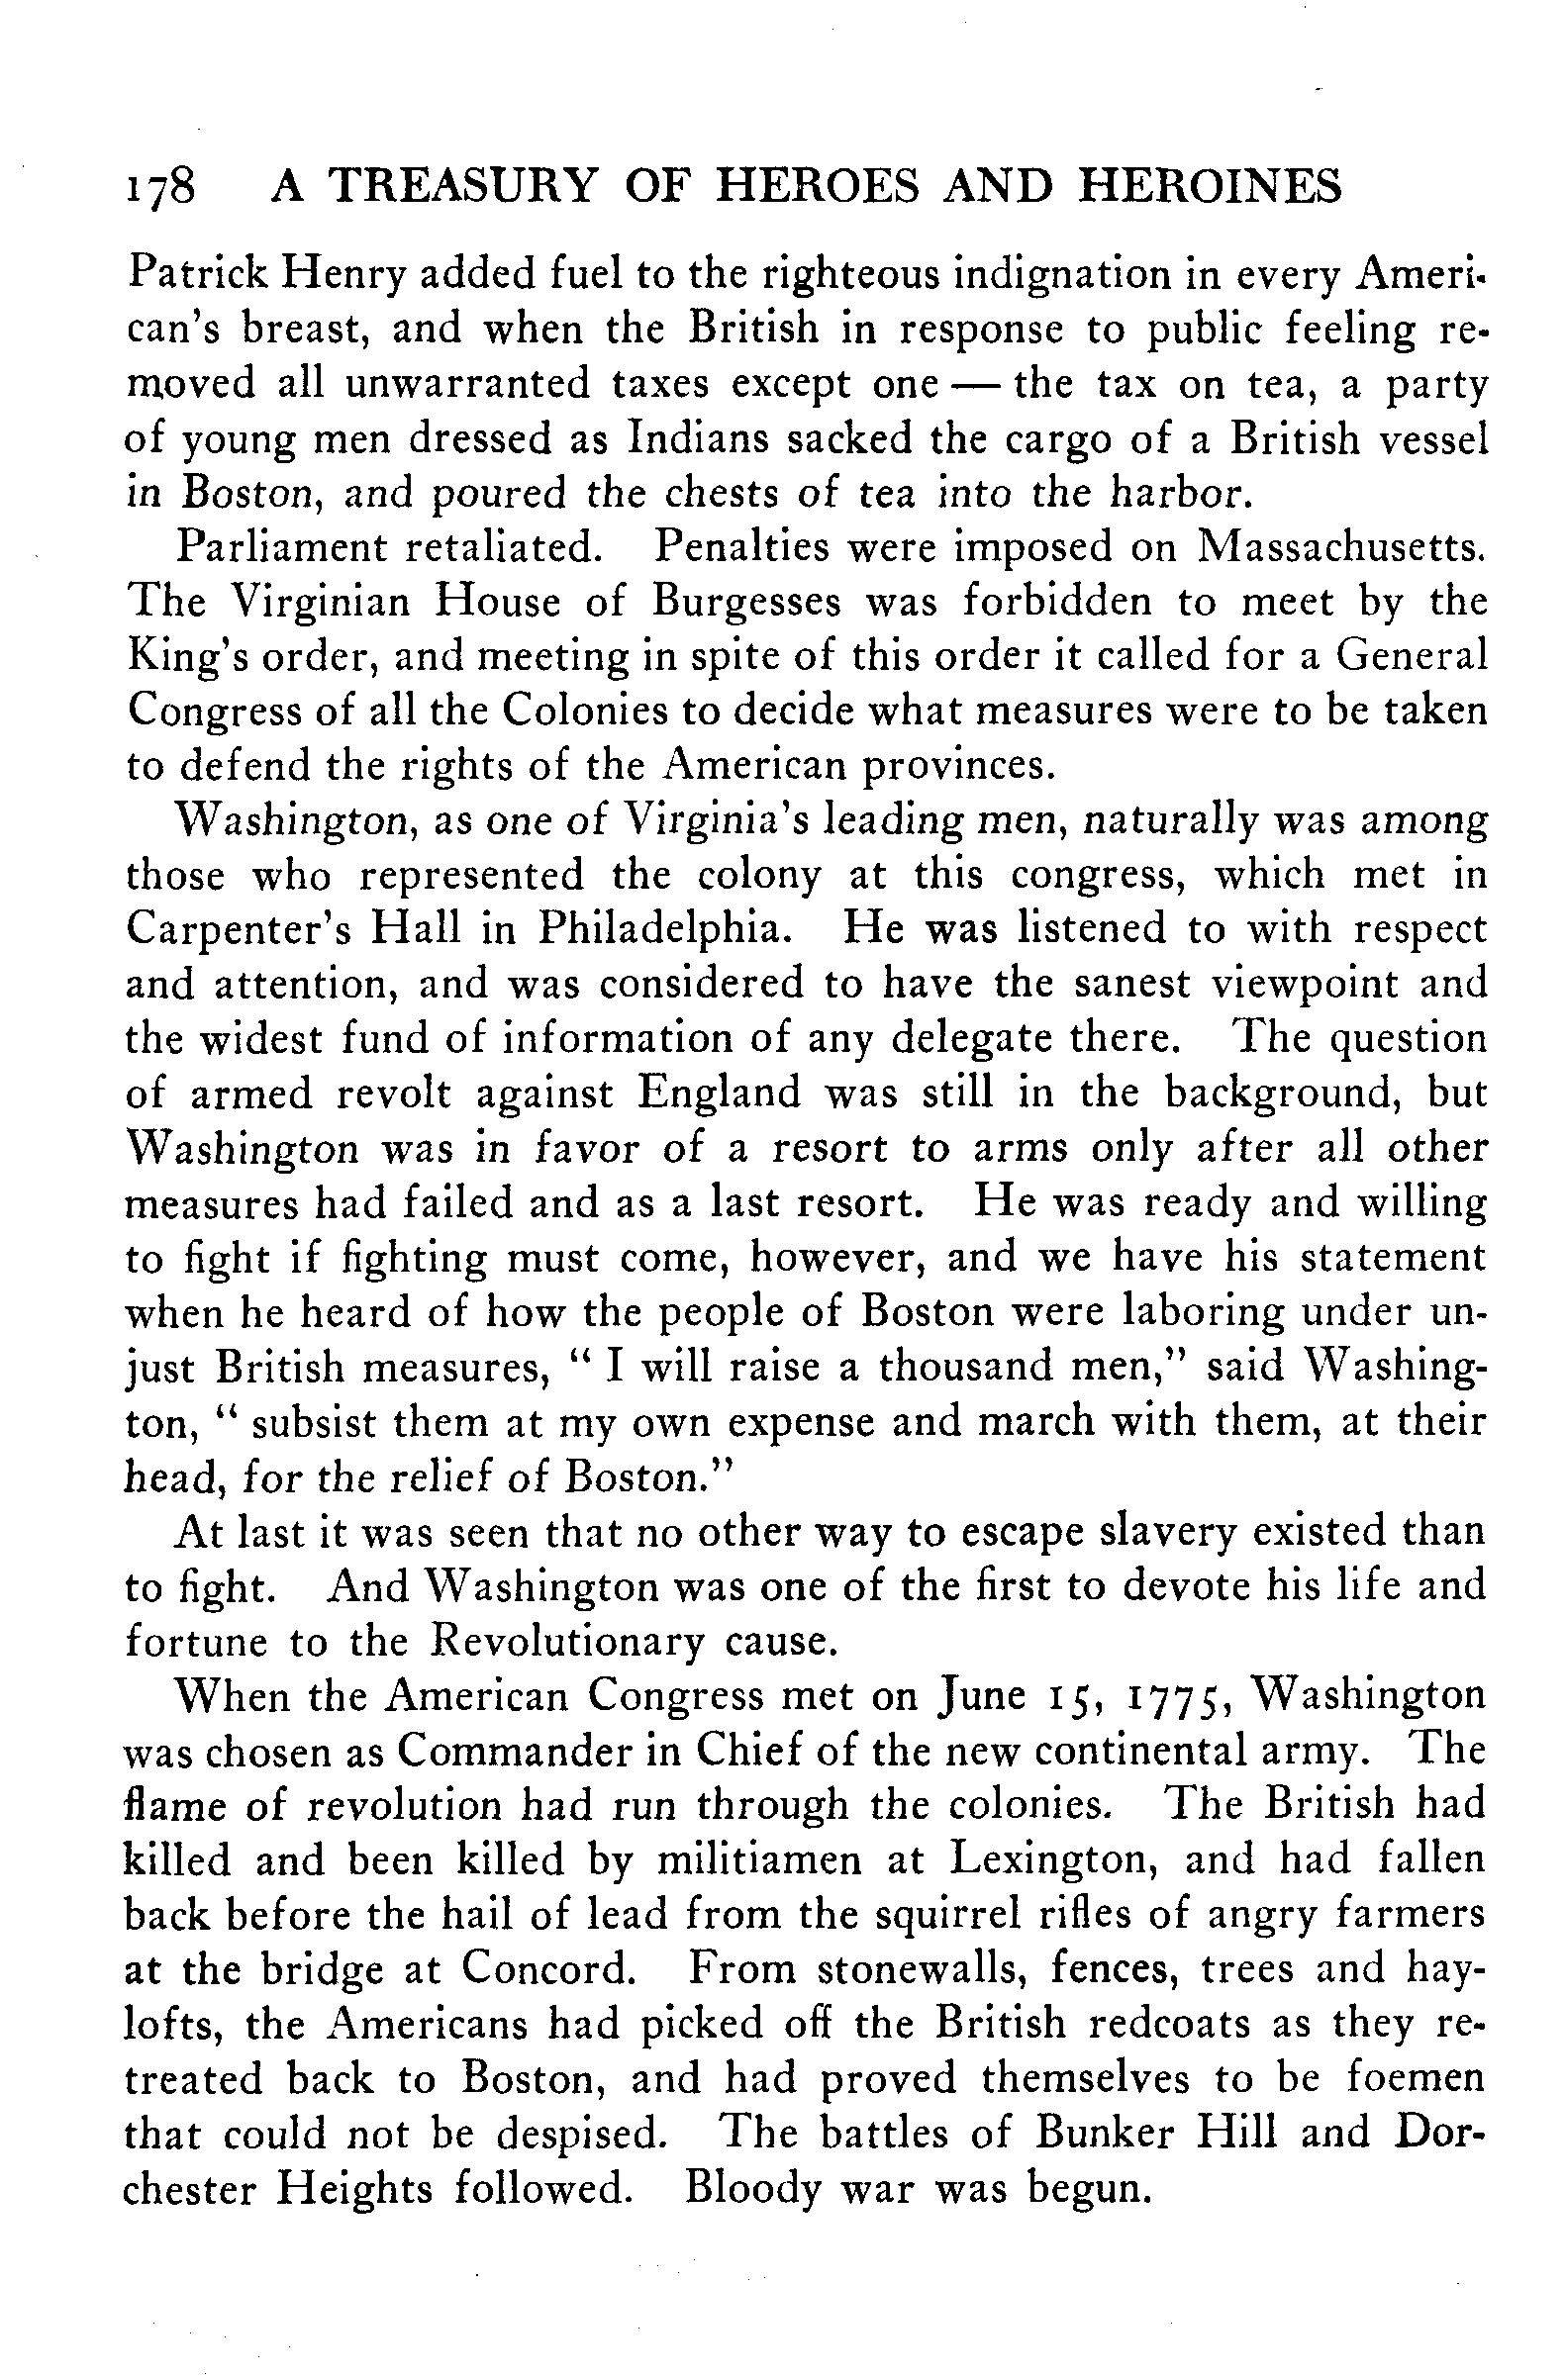 178 A TREASURY OF HEROES AND HEROINES
Patrick Henry added fuel to the righteous indignation in every Ameri-
can's breast, and when the British in response to public feeling re-
moved all unwarranted taxes except one — the tax on tea, a party
of young men dressed as Indians sacked the cargo of a British vessel
in Boston, and poured the chests of tea into the harbor.
Parliament retaliated. Penalties were imposed on Massachusetts.
The Virginian House of Burgesses was forbidden to meet by the
King's order, and meeting in spite of this order it called for a General
Congress of all the Colonies to decide what measures were to be taken
to defend the rights of the American provinces.
Washington, as one of Virginia's leading men, naturally was among
those who represented the colony at this congress, which met in
Carpenter's Hall in Philadelphia. He was listened to with respect
and attention, and was considered to have the sanest viewpoint and
the widest fund of information of any delegate there. The question
of armed revolt against England was still in the background, but
Washington was in favor of a resort to arms only after all other
measures had failed and as a last resort. He was ready and willing
to fight if fighting must come, however, and we have his statement
when he heard of how the people of Boston were laboring under un-
just British measures, " I will raise a thousand men," said Washing-
ton, " subsist them at my own expense and march with them, at their
head, for the relief of Boston."
At last it was seen that no other way to escape slavery existed than
to fight. And Washington was one of the first to devote his life and
fortune to the Revolutionary cause.
When the American Congress met on June 15, 1775, Washington
was chosen as Commander in Chief of the new continental army. The
flame of revolution had run through the colonies. The British had
killed and been killed by militiamen at Lexington, and had fallen
back before the hail of lead from the squirrel rifles of angry farmers
at the bridge at Concord. From stonewalls, fences, trees and hay-
lofts, the Americans had picked off the British redcoats as they re-
treated back to Boston, and had proved themselves to be foemen
that could not be despised. The battles of Bunker Hill and Dor-
chester Heights followed. Bloody war was begun.